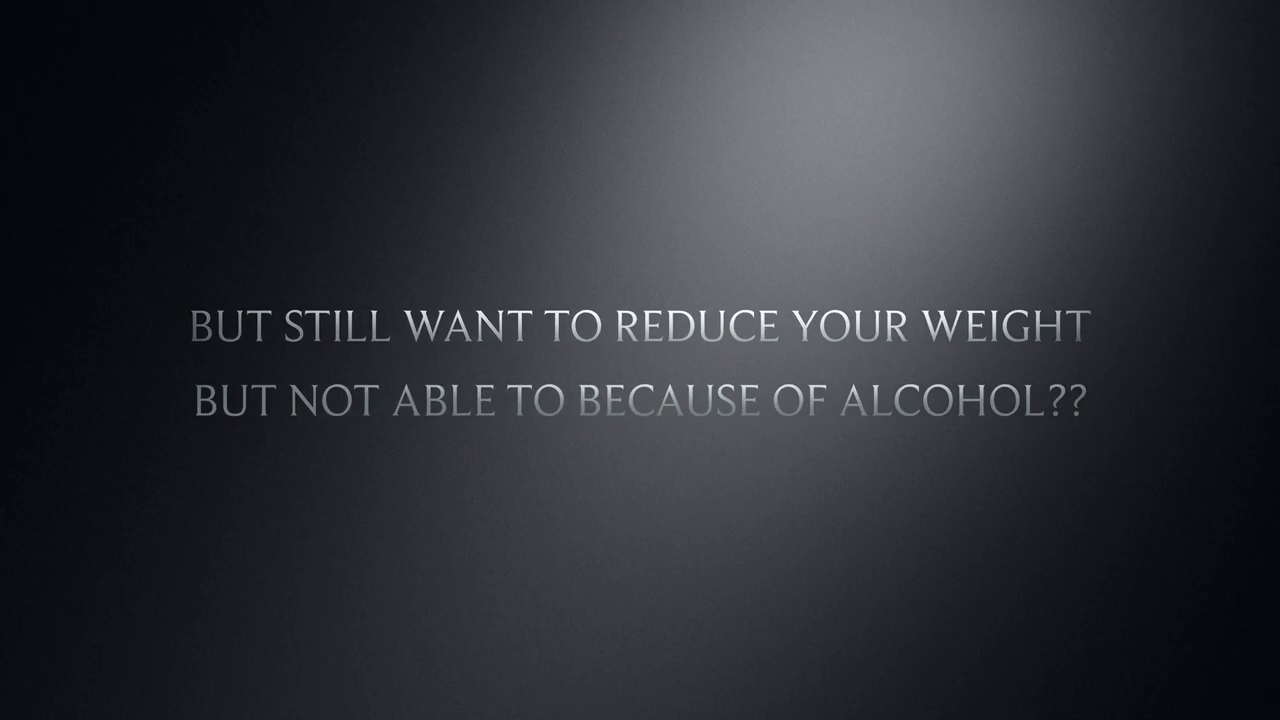 BUT STILL WANT TO REDUCE YOUR WEIGHT
BUT NOT ABLE TO BECAUSE OF ALCOHOL??